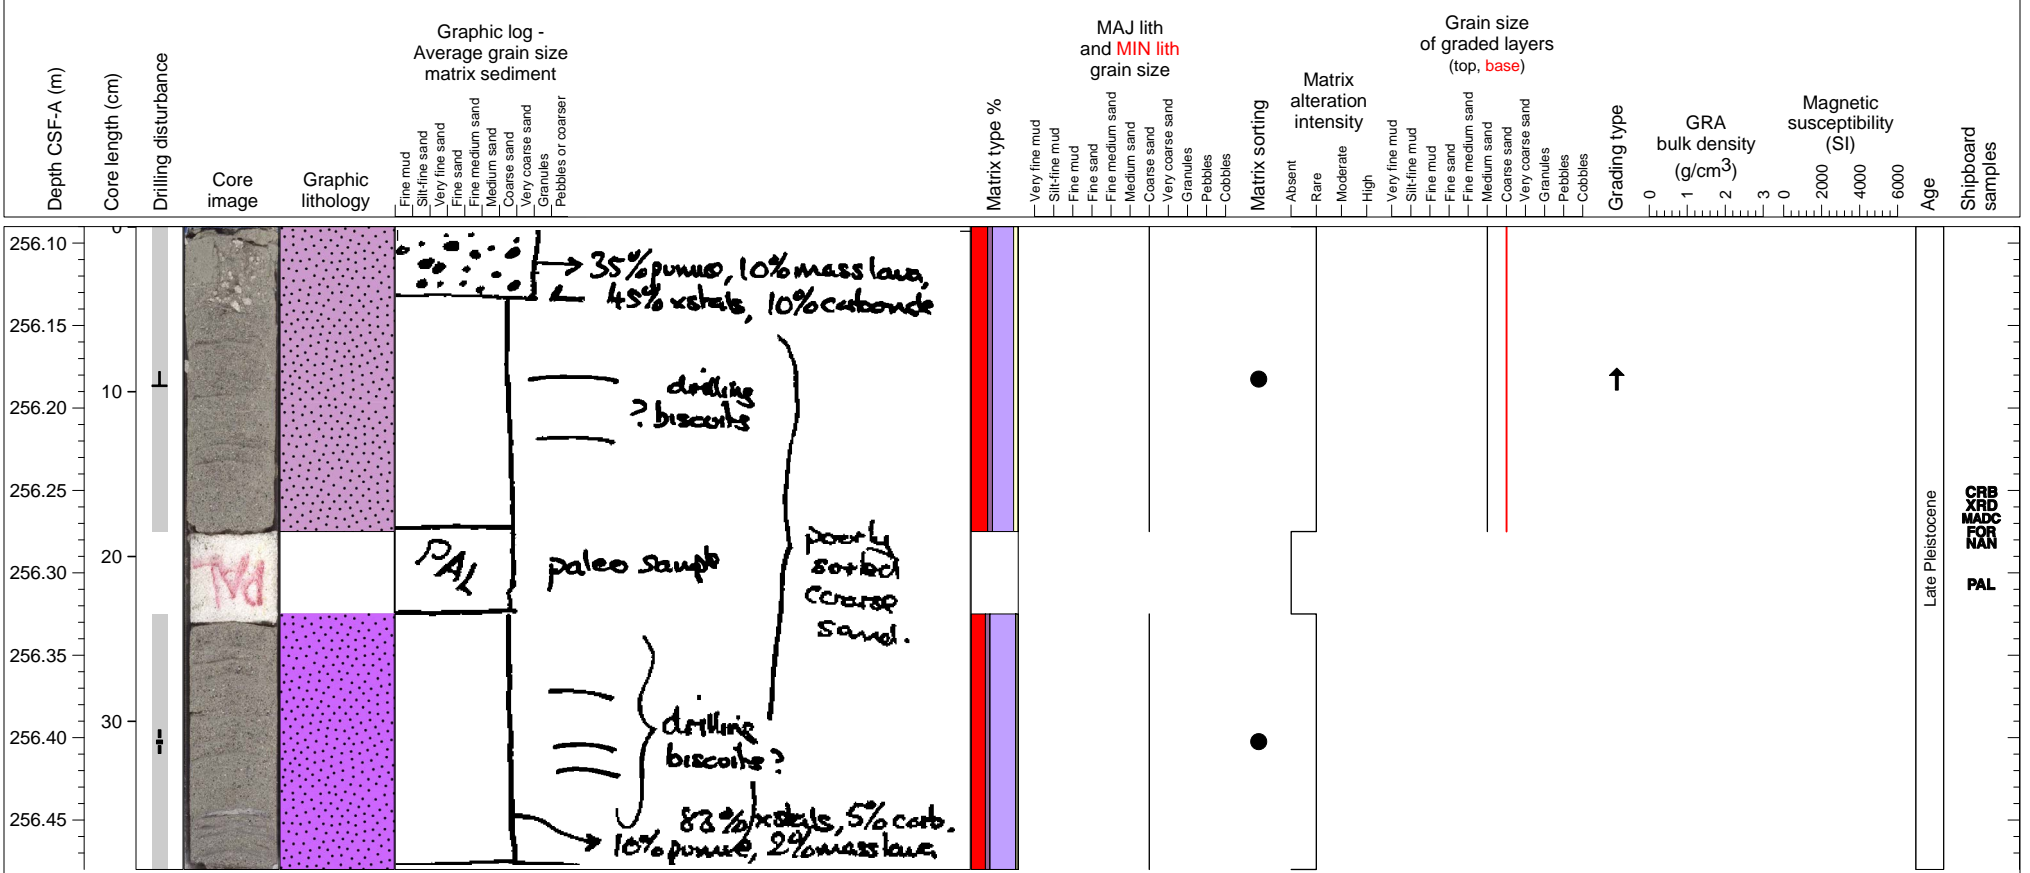 Depth CSF-A (m)
Core length (cm)
Drilling disturbance
Core
image
Graphic
lithology
Graphic log -
Average grain size
matrix sediment
Fine mud
Silt-fine sand
Very fine sand
Fine sand
Fine medium sand
Medium sand
Coarse sand
Very coarse sand
Granules
Pebbles or coarser
Matrix type %
MAJ lith
and MIN lith
grain size
Very fine mud
Silt-fine mud
Fine mud
Fine sand
Fine medium sand
Medium sand
Coarse sand
Very coarse sand
Granules
Pebbles
Cobbles
Matrix sorting
Matrix
alteration
intensity
Absent
Rare
Moderate
High
Grain size
of graded layers
(top, base)
Very fine mud
Silt-fine mud
Fine mud
Fine sand
Fine medium sand
Medium sand
Coarse sand
Very coarse sand
Granules
Pebbles
Cobbles
Grading type
GRA
bulk density
(g/cm3)
0 1 2 3
Magnetic
susceptibility
(SI)
0 2000 4000 6000
Age
Shipboard
samples
256.10
256.15
256.20
256.25
256.30
256.35
256.40
256.45
0
10
20
30
PAL
35% pumice, 10% mass lava,
45% xstals, 10% carbonate
drilling
? biscuits
PAL
paleo sample
poorly
sorted
coarse
sand.
drilling
biscuits?
83% xstals, 5% carb.
10% pumice, 2% mass lava
Late Pleistocene
CRB
XRD
MADC
FOR
NAN
PAL